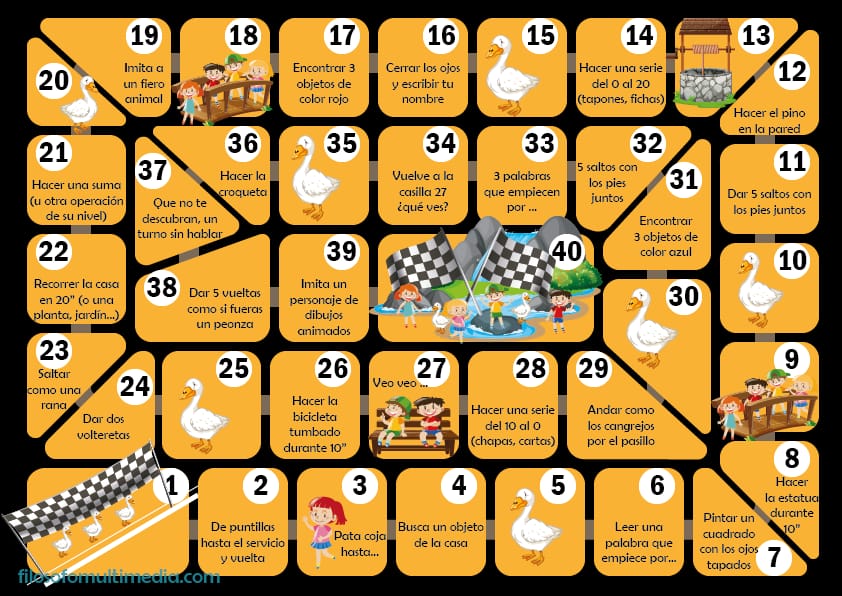 1
2
De puntillas
hasta el servicio
y vuelta
3
Pata coja
hasta...
4
Busca un objeto
de la casa
5
6
Leer una
palabra que
empiece por...
7
Pintar un
cuadrado
con los ojos
tapados
8
Hacer
la estatua
durante
10”
9
10
11
Dar 5 saltos con
los pies juntos
12
Hacer el pino
en la pared
13
14
Hacer una serie
del 0 al 20
(tapones, fichas)
15
16
Cerrar los ojos
y escribir tu
nombre
17
Encontrar 3
objetos de
color rojo
18
19
Imita a
un fiero
animal
20
21
Hacer una suma
(u otra operación
de su nivel)
22
Recorrer la casa
en 20” (o una
planta, jardín...)
23
Saltar
como una
rana
24
Dar dos
volteretas
25
26
Hacer la
bicicleta
tumbado
durante 10”
27
Veo veo ...
28
Hacer una serie
del 10 al 0
(chapas, cartas)
29
Andar como
los cangrejos
por el pasillo
30
31
Encontrar
3 objetos de
color azul
32
5 saltos con
los pies
juntos
33
3 palabras
que empiecen
por ...
34
Vuelve a la
casilla 27
¿qué ves?
35
36
Hacer la
croqueta
37
Que no te
descubran, un
turno sin hablar
38
Dar 5 vueltas
como si fueras
un peonza
39
Imita un
personaje de
dibujos
animados
40
filosofomultimedia.com